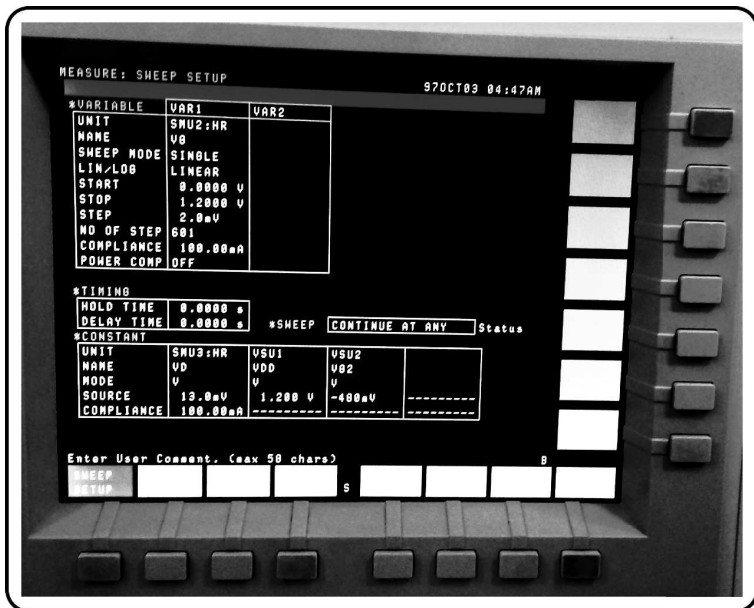 MEASURE: SWEEP SETUP
97OCT03 04:47AM
*VARIABLE VAR1 VAR2
UNIT SMU2:HR
NAME VG
SWEEP MODE SINGLE
LIN/LOG LINEAR
START 0.0000 V
STOP 1.2000 V
STEP 2.0mV
NO OF STEP 601
COMPLIANCE 100.00mA
POWER COMP OFF
*TIMING
HOLD TIME 0.0000 s
DELAY TIME 0.0000 s
*SWEEP CONTINUE AT ANY Status
*CONSTANT
UNIT SMU3:HR VSU1 VSU2
NAME VD VDD VG2
MODE V V V
SOURCE 13.0mV 1.200 V -480mV ---------
COMPLIANCE 100.00mA --------- --------- ---------
Enter User Comment. (max 50 chars) B
SWEEP
SETUP
S